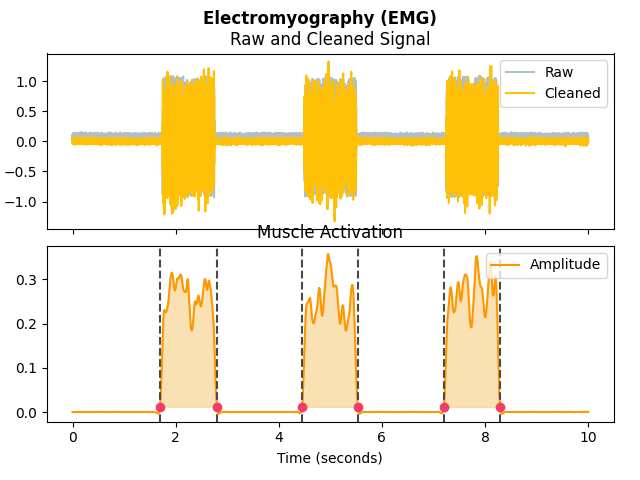 Electromyography (EMG)
Raw and Cleaned Signal
1.0
0.5
0.0
−0.5
−1.0
Raw
Cleaned
Muscle Activation
0.3
0.2
0.1
0.0
Amplitude
0 2 4 6 8 10
Time (seconds)